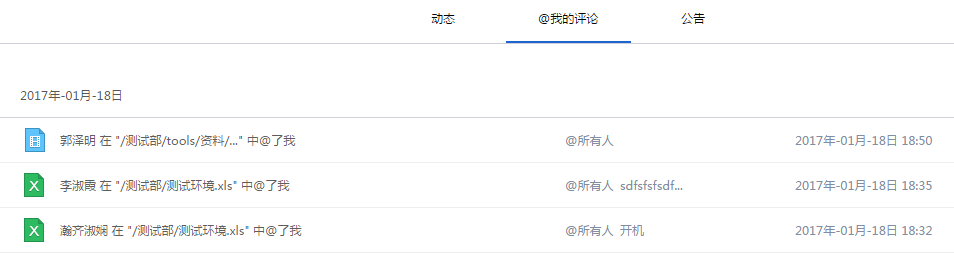 动态 @我的评论 公告
2017年-01月-18日
郭泽明 在 "/测试部/tools/资料/..." 中@了我 @所有人 2017年-01月-18日 18:50
李淑霞 在 "/测试部/测试环境.xls" 中@了我 @所有人 sdfsfsfsdf... 2017年-01月-18日 18:35
瀚齐淑娴 在 "/测试部/测试环境.xls" 中@了我 @所有人 开机 2017年-01月-18日 18:32